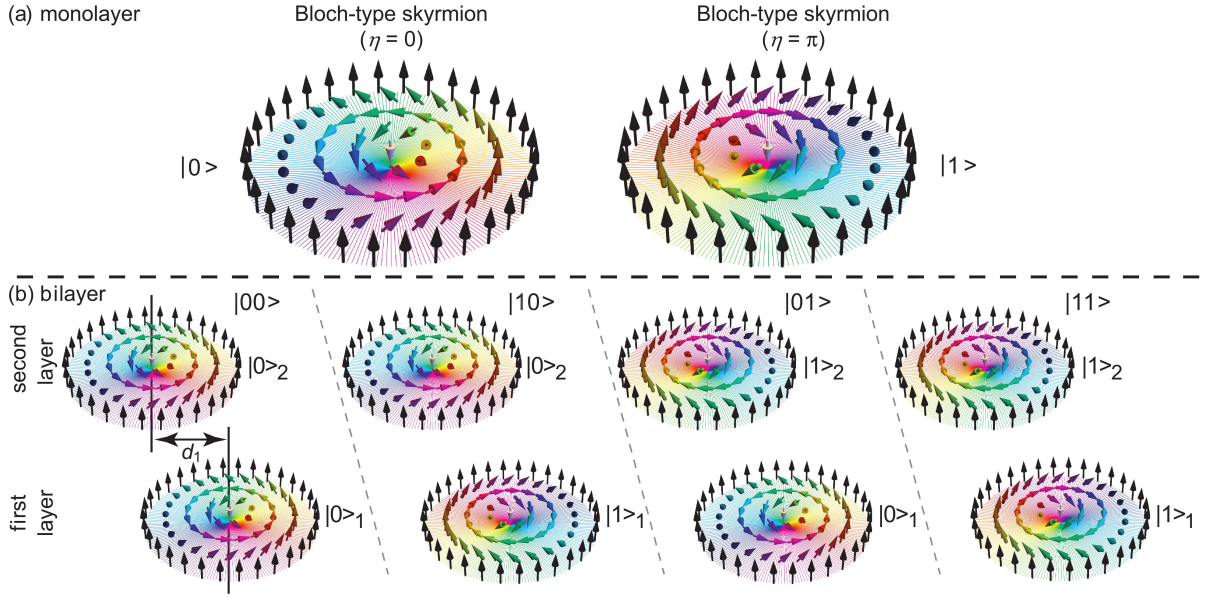 (a) monolayer
Bloch-type skyrmion
(η = 0)
Bloch-type skyrmion
(η = π)
|0>
|1>
(b) bilayer
|00>
|10>
|01>
|11>
second
layer
|0>₂
|0>₂
|1>₂
|1>₂
d₁
first
layer
|0>₁
|1>₁
|0>₁
|1>₁